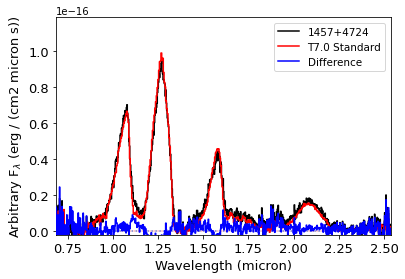 1e−16
1457+4724
T7.0 Standard
Difference
1.0
0.8
0.6
0.4
0.2
0.0
Arbitrary Fλ (erg / (cm2 micron s))
0.75 1.00 1.25 1.50 1.75 2.00 2.25 2.50
Wavelength (micron)